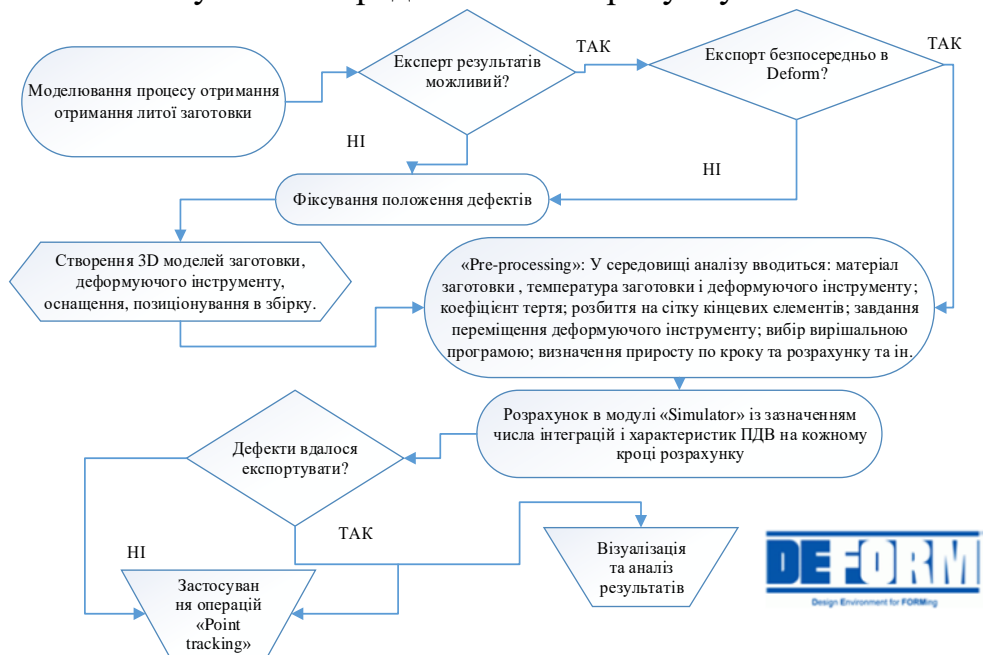 Моделювання процесу отримання
отримання литої заготовки
Експерт результатів
можливий?
ТАК
Експорт безпосередньо в
Deform?
ТАК
НІ
НІ
Фіксування положення дефектів
Створення 3D моделей заготовки,
деформуючого інструменту,
оснащення, позиціонування в збірку.
«Pre-processing»: У середовищі аналізу вводиться: матеріал
заготовки , температура заготовки і деформуючого інструменту;
коефіцієнт тертя; розбиття на сітку кінцевих елементів; завдання
переміщення деформуючого інструменту; вибір вирішальною
програмою; визначення приросту по кроку та розрахунку та ін.
Розрахунок в модулі «Simulator» із зазначенням
числа інтеграцій і характеристик ПДВ на кожному
кроці розрахунку
Дефекти вдалося
експортувати?
ТАК
НІ
Застосуван
ня операцій
«Point
tracking»
Візуалізація
та аналіз
результатів
DEFORM
Design Environment for FORMing